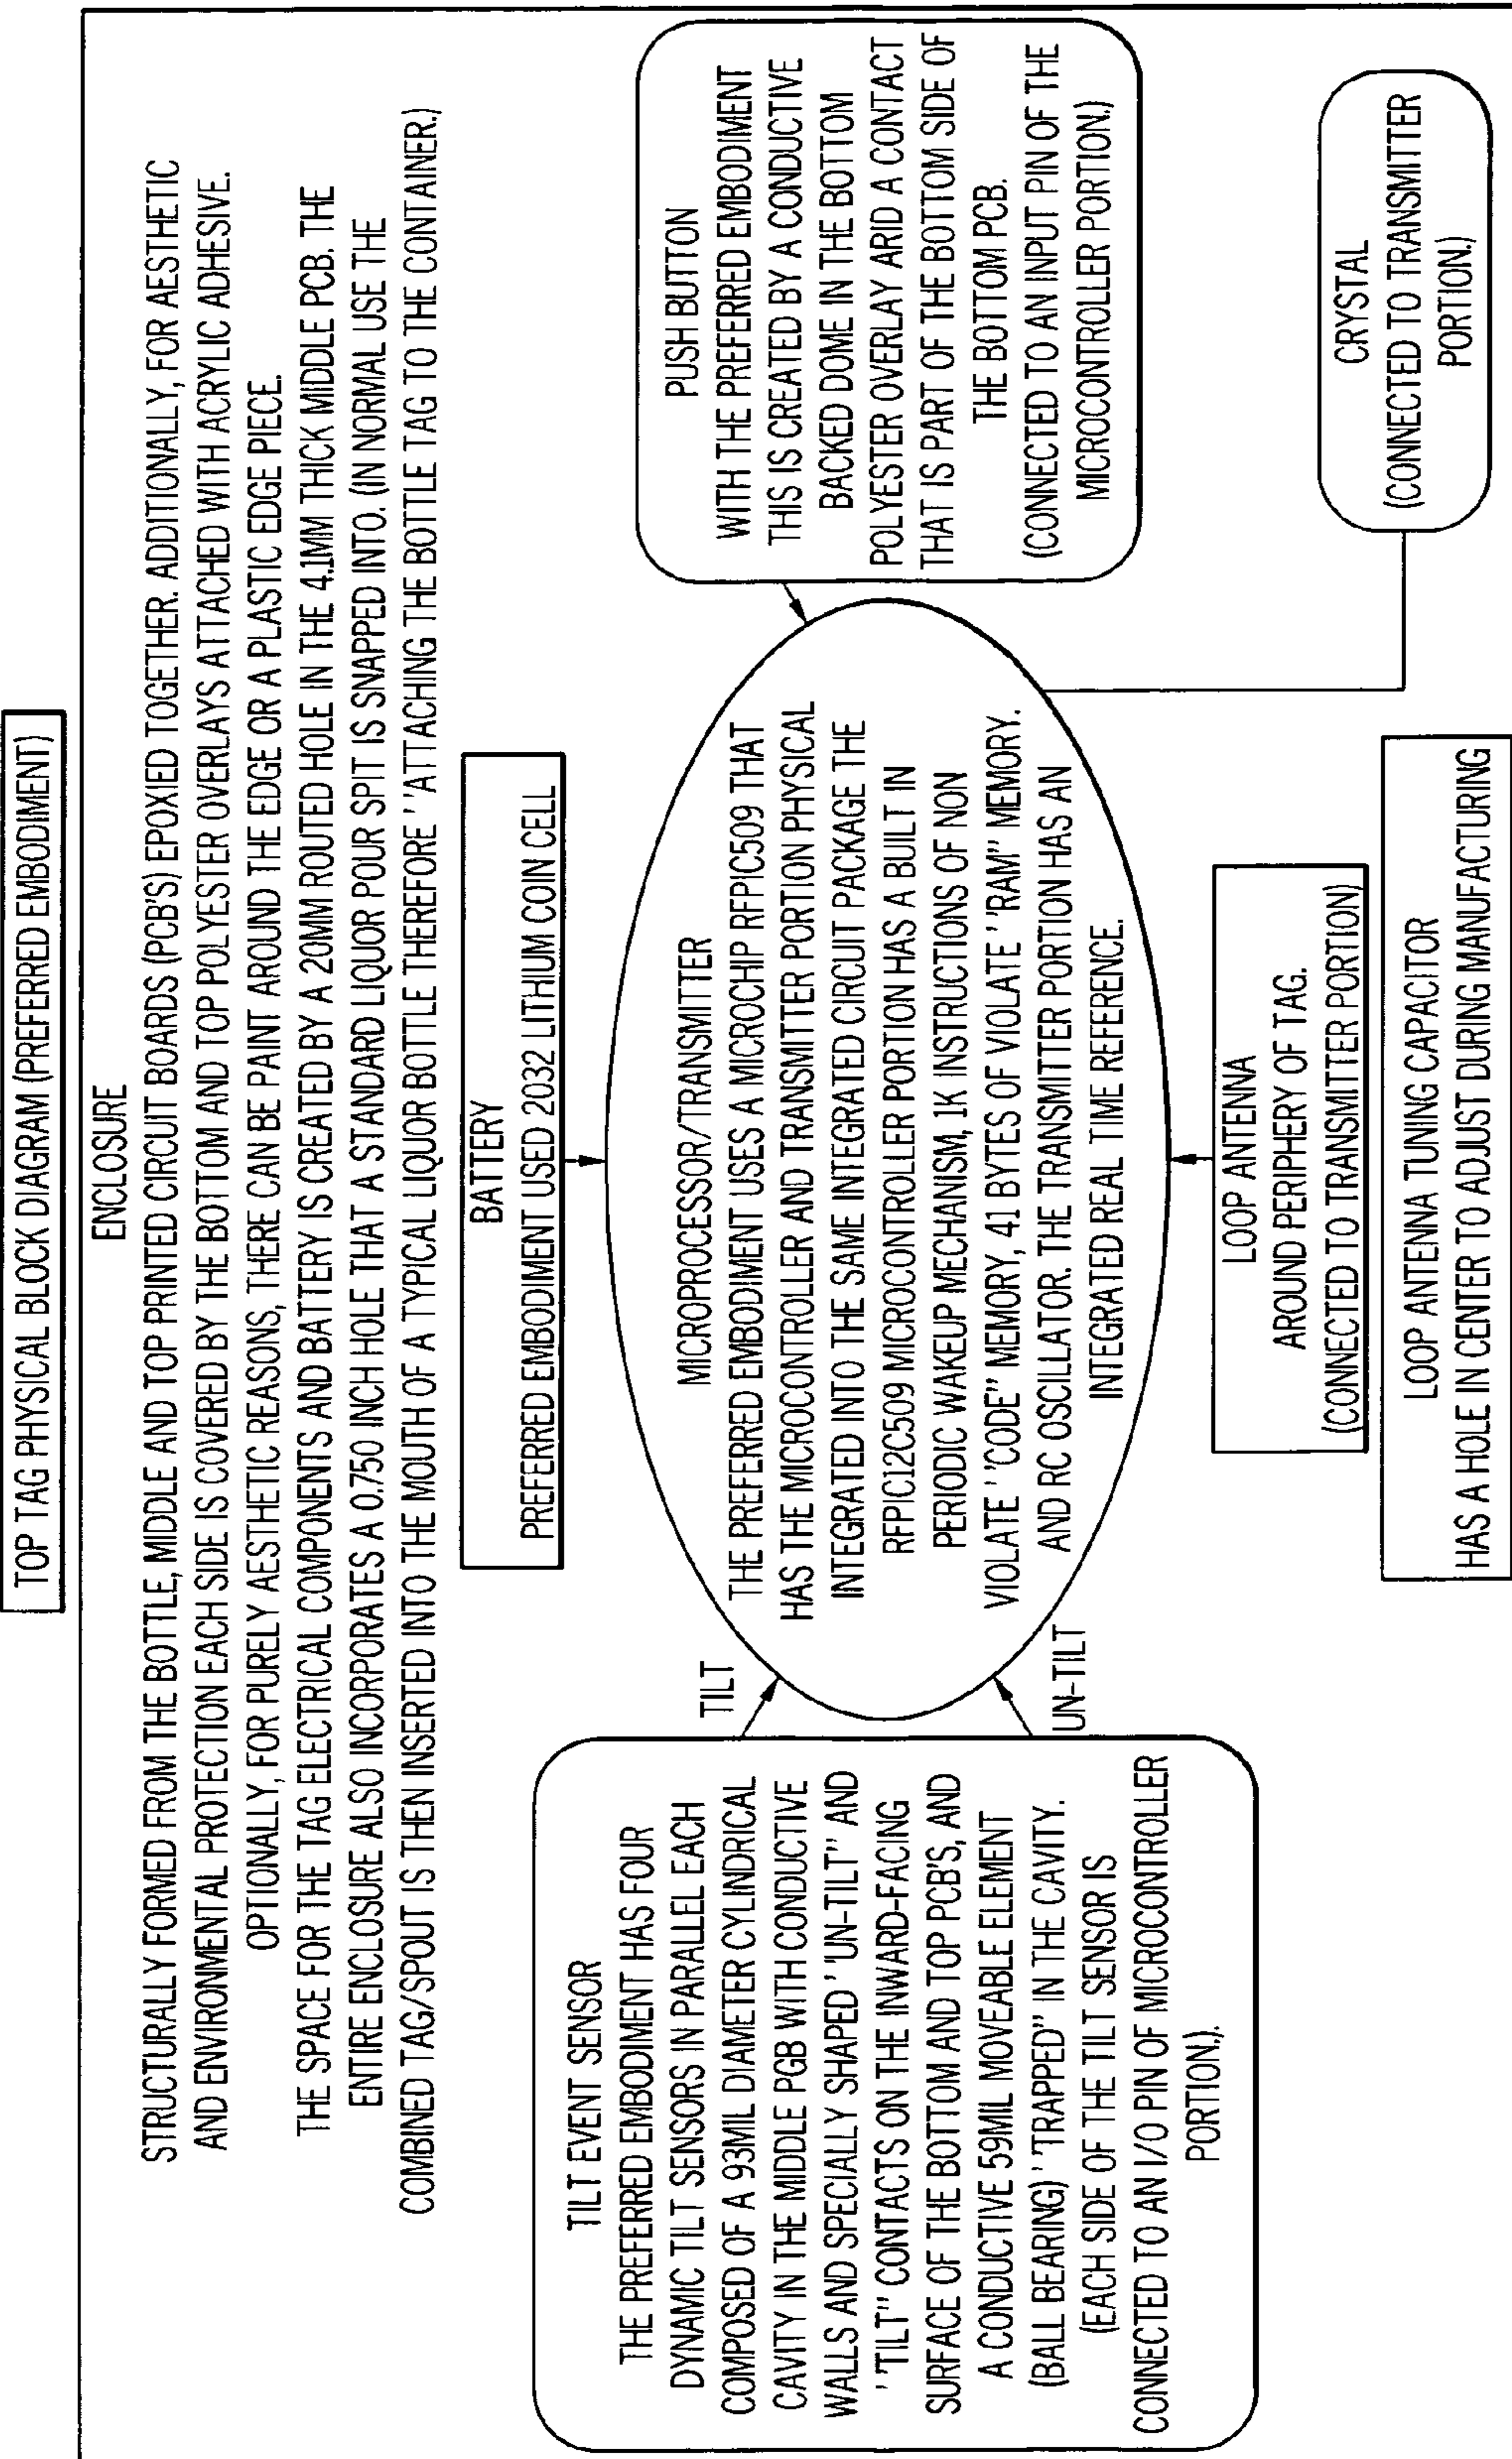 TOP TAG PHYSICAL BLOCK DIAGRAM (PREFERRED EMBODIMENT)
ENCLOSURE
STRUCTURALLY FORMED FROM THE BOTTLE, MIDDLE AND TOP PRINTED CIRCUIT BOARDS (PCB'S) EPOXIED TOGETHER. ADDITIONALLY, FOR AESTHETIC
AND ENVIRONMENTAL PROTECTION EACH SIDE IS COVERED BY THE BOTTOM AND TOP POLYESTER OVERLAYS ATTACHED WITH ACRYLIC ADHESIVE.
OPTIONALLY, FOR PURELY AESTHETIC REASONS, THERE CAN BE PAINT AROUND THE EDGE OR A PLASTIC EDGE PIECE.
THE SPACE FOR THE TAG ELECTRICAL COMPONENTS AND BATTERY IS CREATED BY A 20MM ROUTED HOLE IN THE 4.1MM THICK MIDDLE PCB. THE
ENTIRE ENCLOSURE ALSO INCORPORATES A 0.750 INCH HOLE THAT A STANDARD LIQUOR POUR SPIT IS SNAPPED INTO. (IN NORMAL USE THE
COMBINED TAG/SPOUT IS THEN INSERTED INTO THE MOUTH OF A TYPICAL LIQUOR BOTTLE THEREFORE ''ATTACHING THE BOTTLE TAG TO THE CONTAINER.)
BATTERY
PREFERRED EMBODIMENT USED 2032 LITHIUM COIN CELL
TILT EVENT SENSOR
THE PREFERRED EMBODIMENT HAS FOUR
DYNAMIC TILT SENSORS IN PARALLEL EACH
COMPOSED OF A 93MIL DIAMETER CYLINDRICAL
CAVITY IN THE MIDDLE PGB WITH CONDUCTIVE
WALLS AND SPECIALLY SHAPED ''UN-TILT" AND
''TILT" CONTACTS ON THE INWARD-FACING
SURFACE OF THE BOTTOM AND TOP PCB'S, AND
A CONDUCTIVE 59MIL MOVEABLE ELEMENT
(BALL BEARING) ''TRAPPED" IN THE CAVITY.
(EACH SIDE OF THE TILT SENSOR IS
CONNECTED TO AN I/O PIN OF MICROCONTROLLER
PORTION.).
TILT
UN-TILT
MICROPROCESSOR/TRANSMITTER
THE PREFERRED EMBODIMENT USES A MICROCHIP RFPIC509 THAT
HAS THE MICROCONTROLLER AND TRANSMITTER PORTION PHYSICAL
INTEGRATED INTO THE SAME INTEGRATED CIRCUIT PACKAGE THE
RFPIC12C509 MICROCONTROLLER PORTION HAS A BUILT IN
PERIODIC WAKEUP MECHANISM, 1K INSTRUCTIONS OF NON
VIOLATE ''CODE" MEMORY, 41 BYTES OF VIOLATE ''RAM" MEMORY.
AND RC OSCILLATOR. THE TRANSMITTER PORTION HAS AN
INTEGRATED REAL TIME REFERENCE.
PUSH BUTTON
WITH THE PREFERRED EMBODIMENT
THIS IS CREATED BY A CONDUCTIVE
BACKED DOME IN THE BOTTOM
POLYESTER OVERLAY ARID A CONTACT
THAT IS PART OF THE BOTTOM SIDE OF
THE BOTTOM PCB.
(CONNECTED TO AN INPUT PIN OF THE
MICROCONTROLLER PORTION.)
LOOP ANTENNA
AROUND PERIPHERY OF TAG.
(CONNECTED TO TRANSMITTER PORTION)
CRYSTAL
(CONNECTED TO TRANSMITTER
PORTION.)
LOOP ANTENNA TUNING CAPACITOR
HAS A HOLE IN CENTER TO ADJUST DURING MANUFACTURING